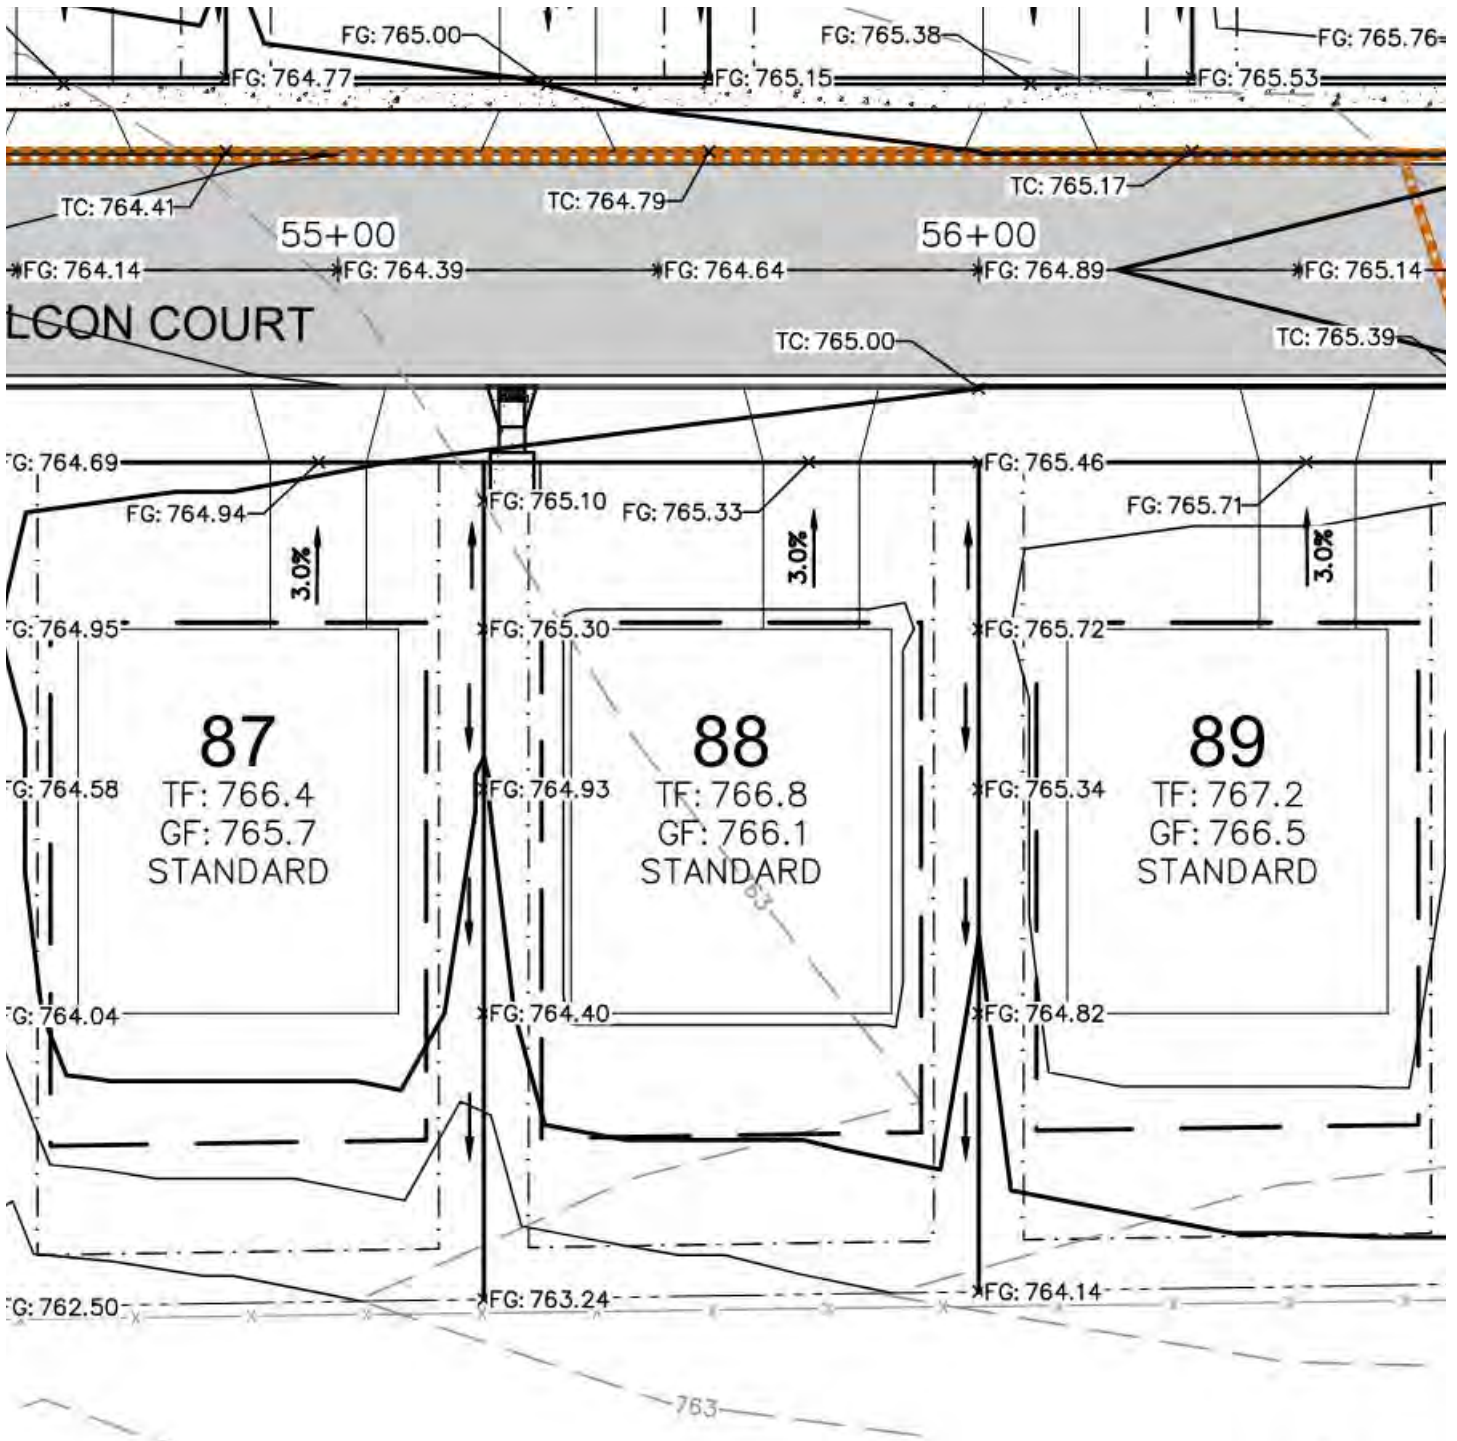 FG: 765.00
FG: 765.38
FG: 765.76
FG: 764.77
FG: 765.15
FG: 765.53
TC: 764.41
TC: 764.79
TC: 765.17
55+00
56+00
FG: 764.14
FG: 764.39
FG: 764.64
FG: 764.89
FG: 765.14
LCON COURT
TC: 765.00
TC: 765.39
G: 764.69
FG: 765.46
FG: 764.94
FG: 765.10
FG: 765.33
FG: 765.71
3.0%
3.0%
3.0%
G: 764.95
FG: 765.30
FG: 765.72
87
TF: 766.4
GF: 765.7
STANDARD
88
TF: 766.8
GF: 766.1
STANDARD
89
TF: 767.2
GF: 766.5
STANDARD
G: 764.58
FG: 764.93
FG: 765.34
63
G: 764.04
FG: 764.40
FG: 764.82
G: 762.50
FG: 763.24
FG: 764.14
763